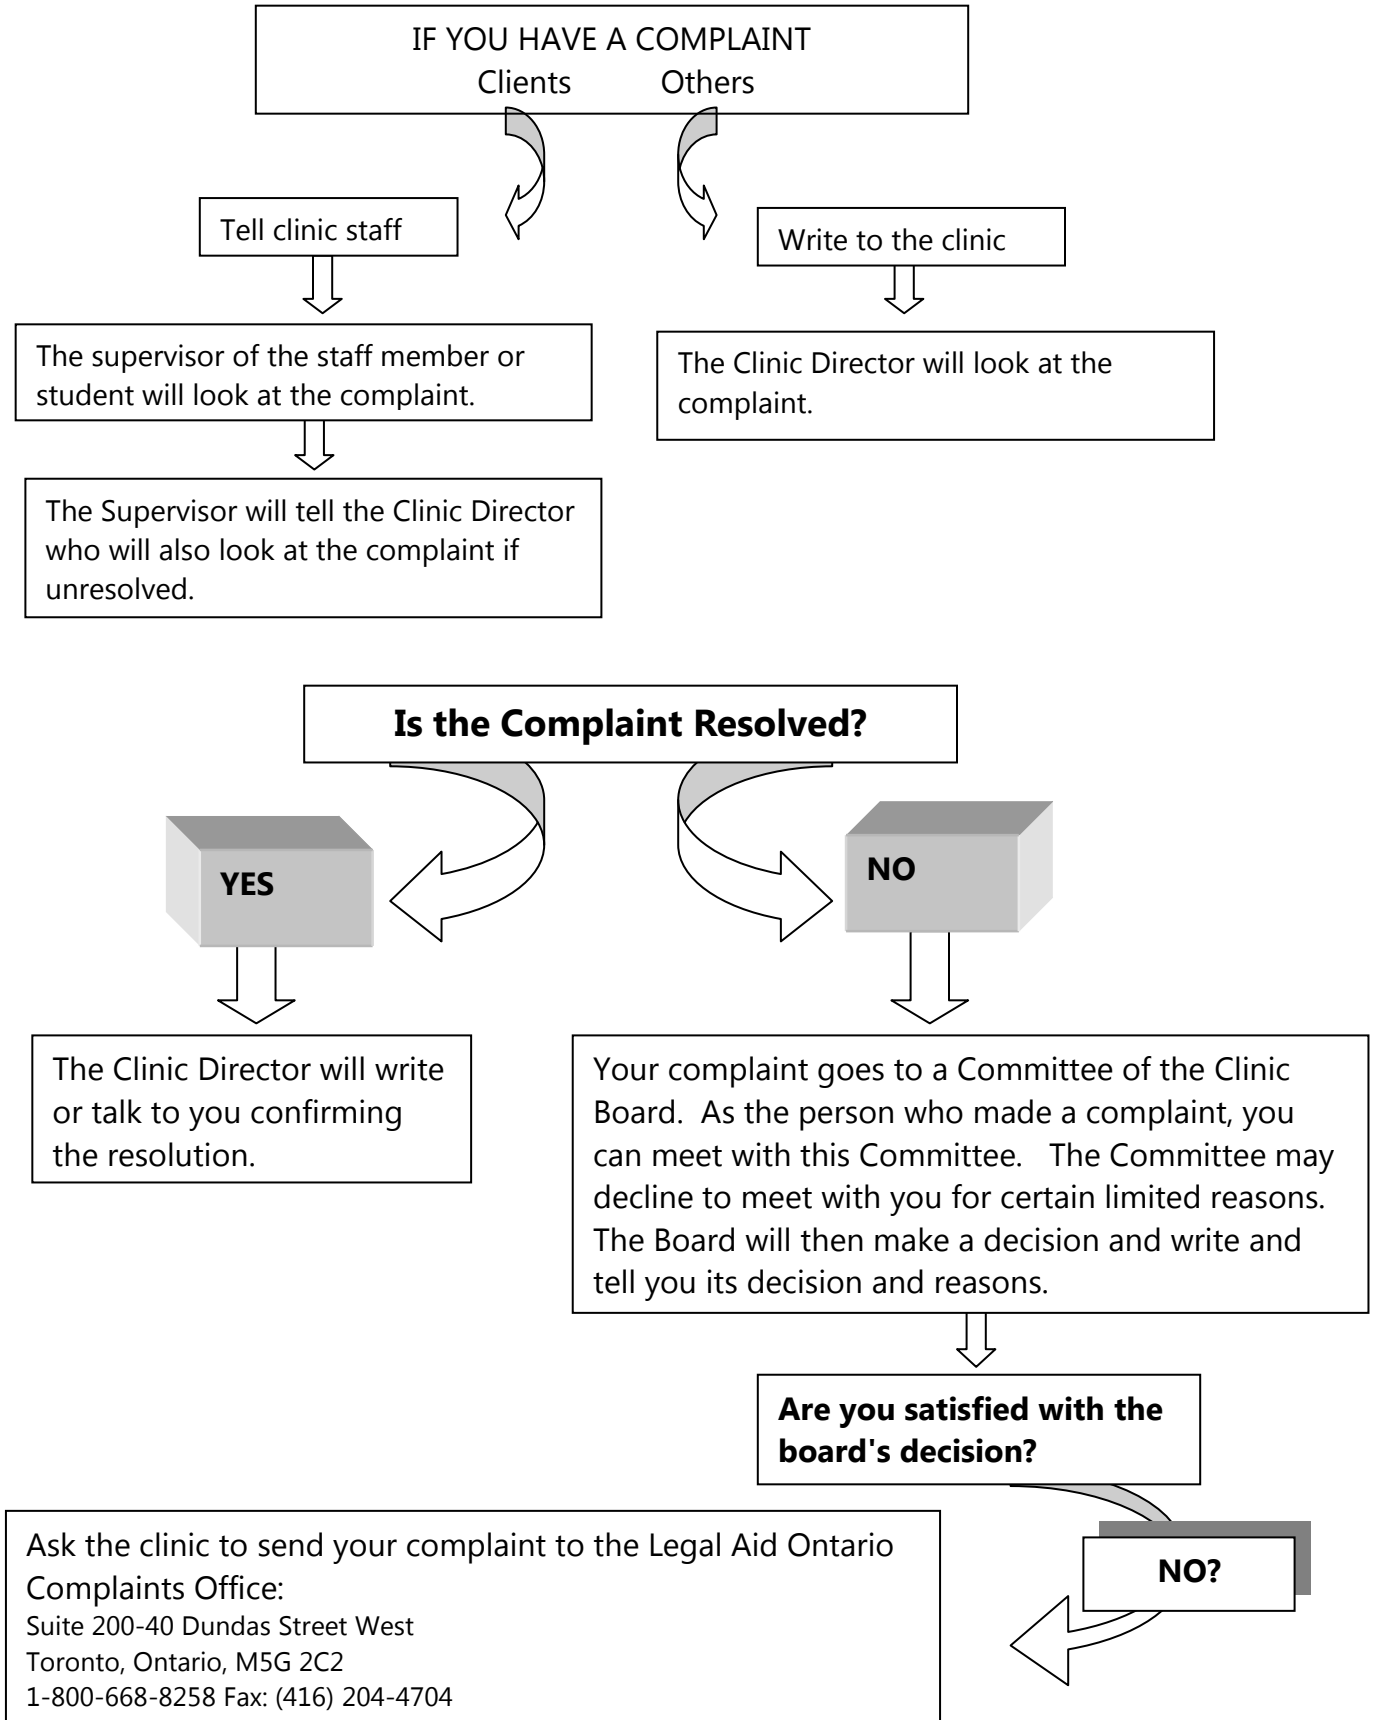 IF YOU HAVE A COMPLAINT
Clients Others
Tell clinic staff
Write to the clinic
The supervisor of the staff member or
student will look at the complaint.
The Clinic Director will look at the
complaint.
The Supervisor will tell the Clinic Director
who will also look at the complaint if
unresolved.
Is the Complaint Resolved?
YES
NO
The Clinic Director will write
or talk to you confirming
the resolution.
Your complaint goes to a Committee of the Clinic
Board. As the person who made a complaint, you
can meet with this Committee. The Committee may
decline to meet with you for certain limited reasons.
The Board will then make a decision and write and
tell you its decision and reasons.
Are you satisfied with the
board's decision?
NO?
Ask the clinic to send your complaint to the Legal Aid Ontario
Complaints Office:
Suite 200-40 Dundas Street West
Toronto, Ontario, M5G 2C2
1-800-668-8258 Fax: (416) 204-4704